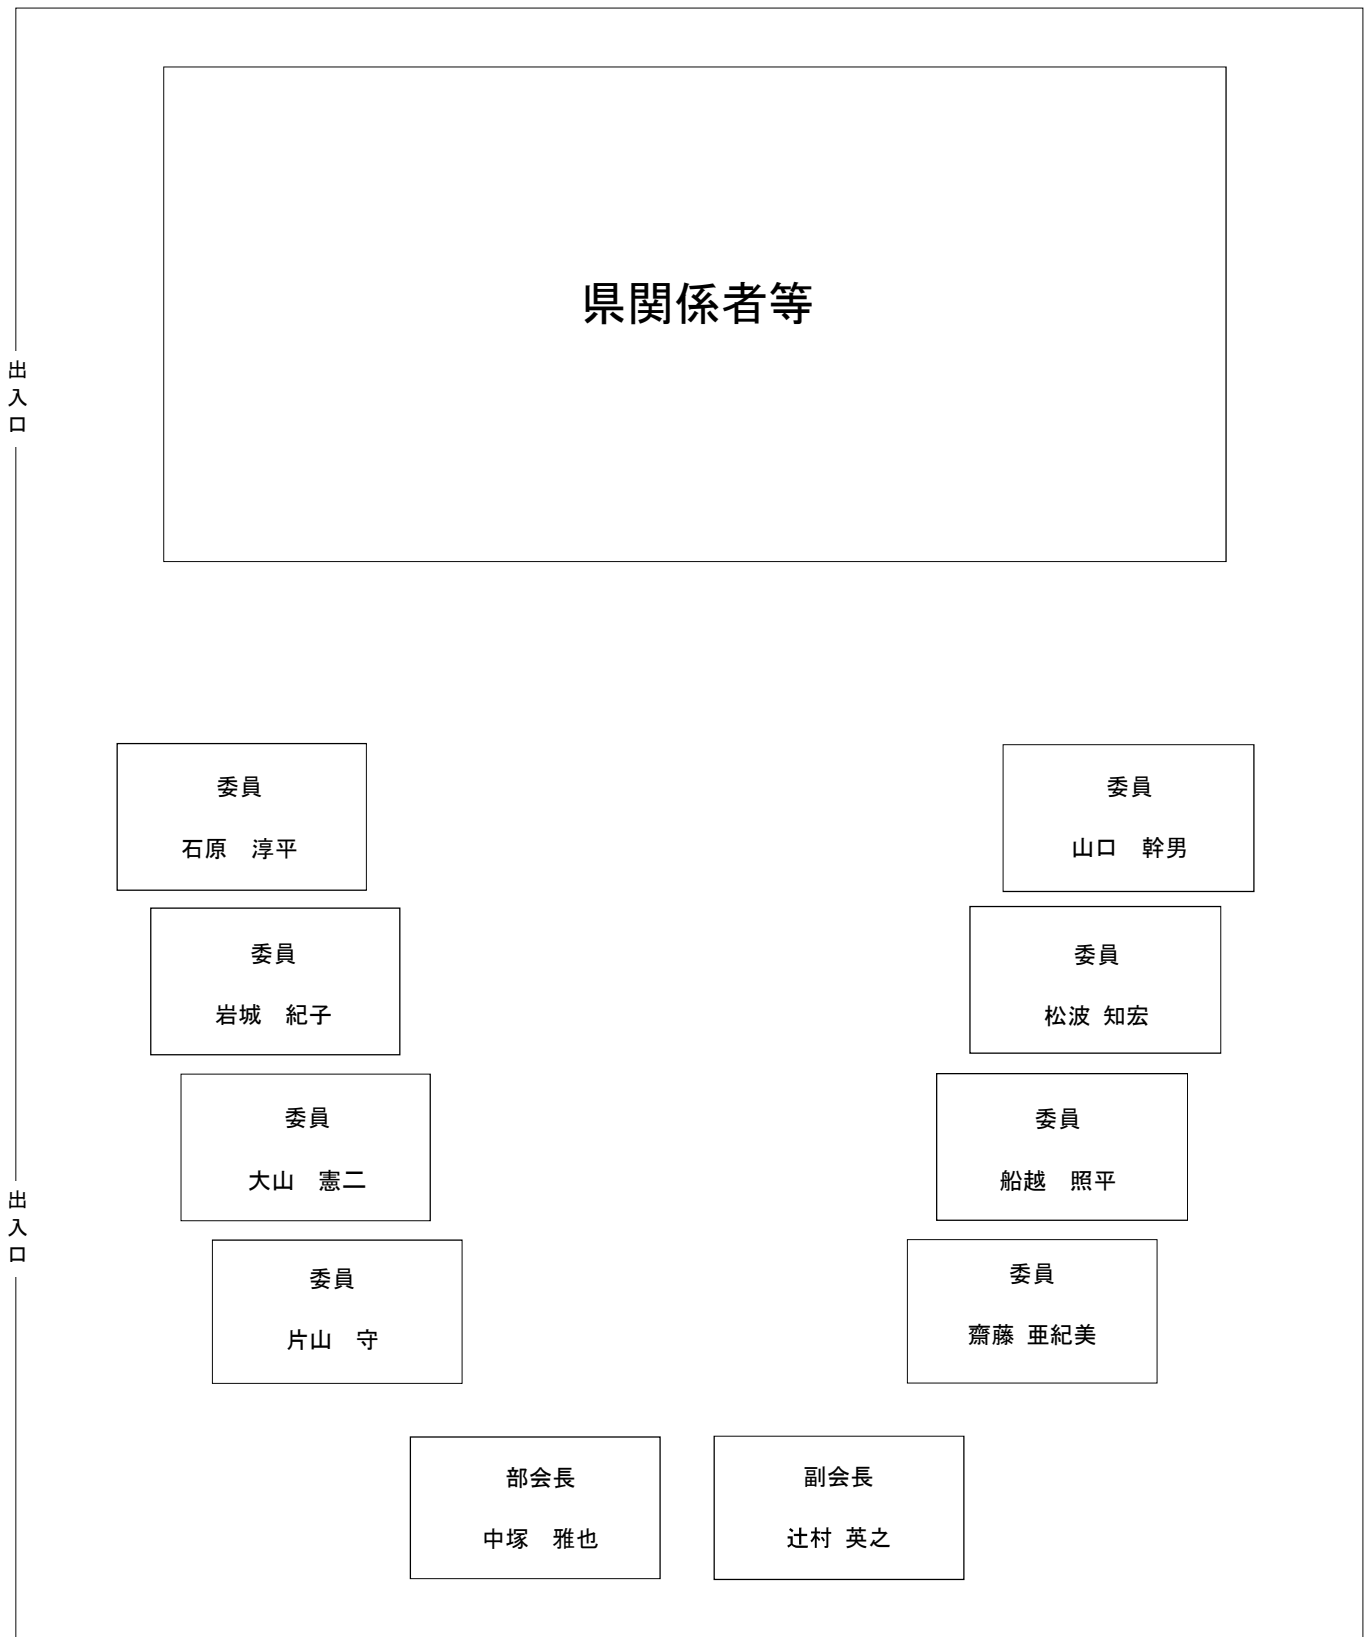 県関係者等
出入口
委員
石原　淳平
委員
山口　幹男
委員
岩城　紀子
委員
松波 知宏
委員
大山　憲二
委員
船越　照平
出入口
委員
片山　守
委員
齋藤 亜紀美
部会長
中塚　雅也
副会長
辻村 英之